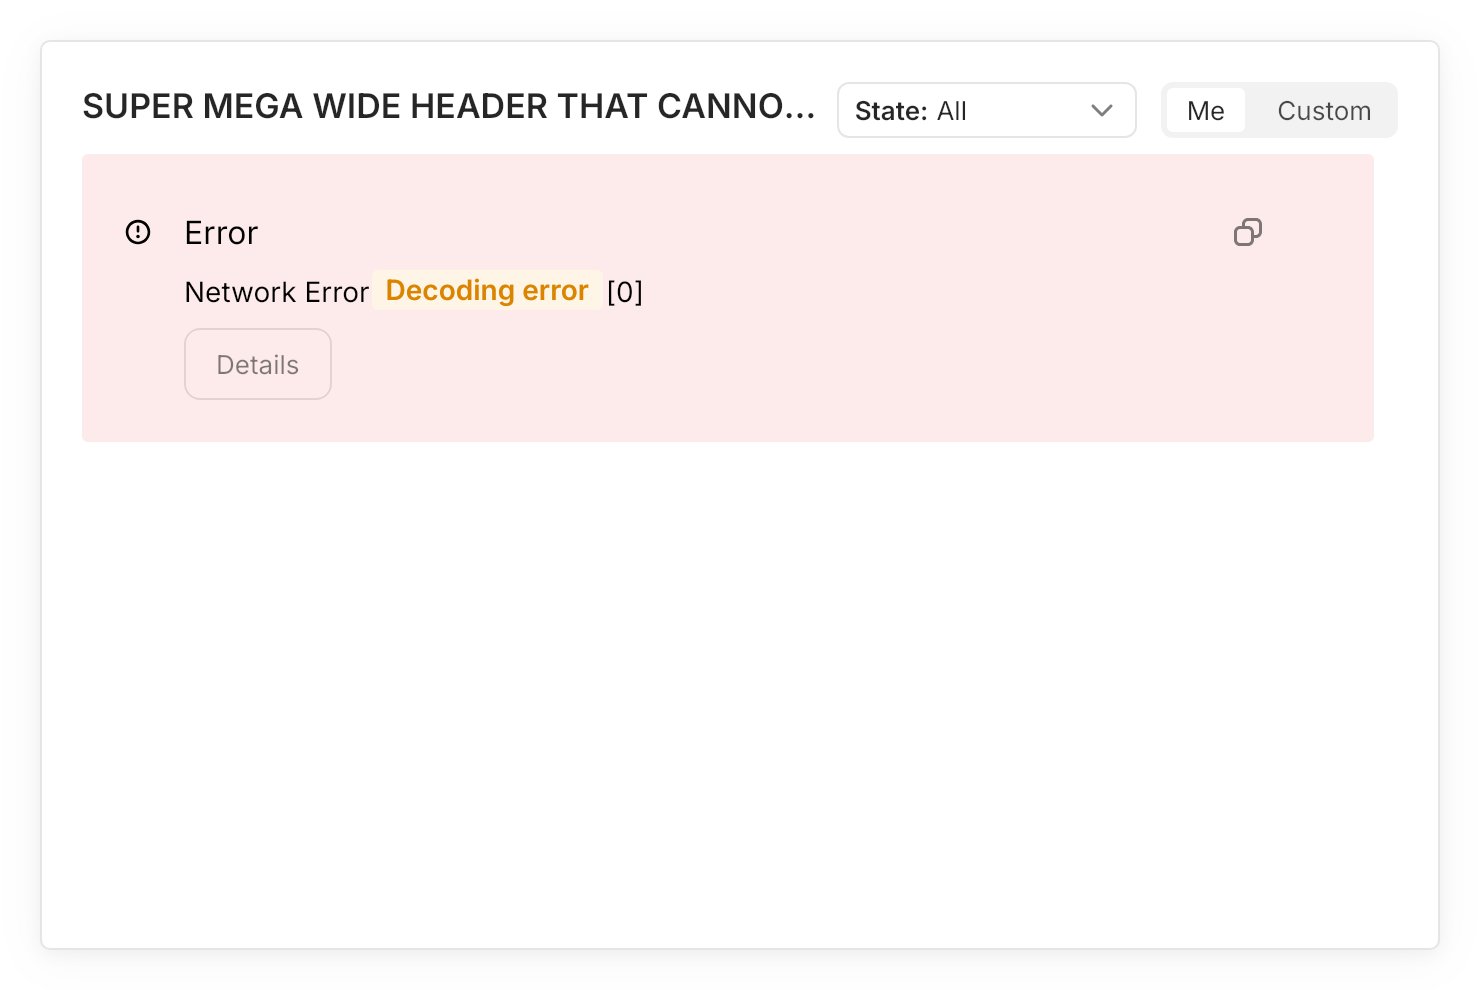 SUPER MEGA WIDE HEADER THAT CANNO... State: All Me Custom
Error
Network Error Decoding error [0]
Details